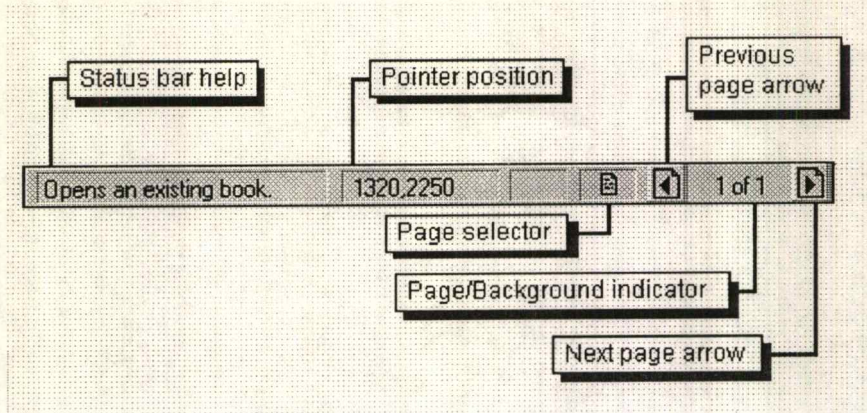 Status bar help
Pointer position
Previous
page arrow
Opens an existing book.
1320,2250
1 of 1
Page selector
Page/Background indicator
Next page arrow